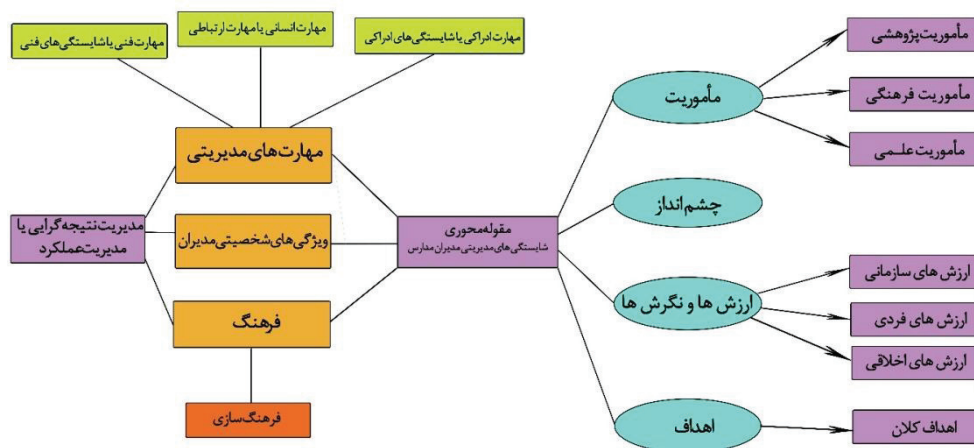 مأموریت پژوهشی
مأموریت فرهنگی
مأموریت علـمی
ارزش های سازمانی
ارزش های فردی
ارزش های اخلاقی
اهداف کلان
مأموریت
چشم انداز
ارزش ها و نگرش ها
اهداف
مقوله محوری
شایستگی های مدیریتی مدیران مدارس
مهارت ادراکی یا شایستگی های ادراکی
مهارت انسانی یا مهارت ارتباطی
مهارت فنی یا شایستگی های فنی
مهارت های مدیریتی
ویژگی های شخصیتی مدیران
فرهنگ
فرهنگ سازی
مدیریت نتیجه گرایی یا
مدیریت عملکرد